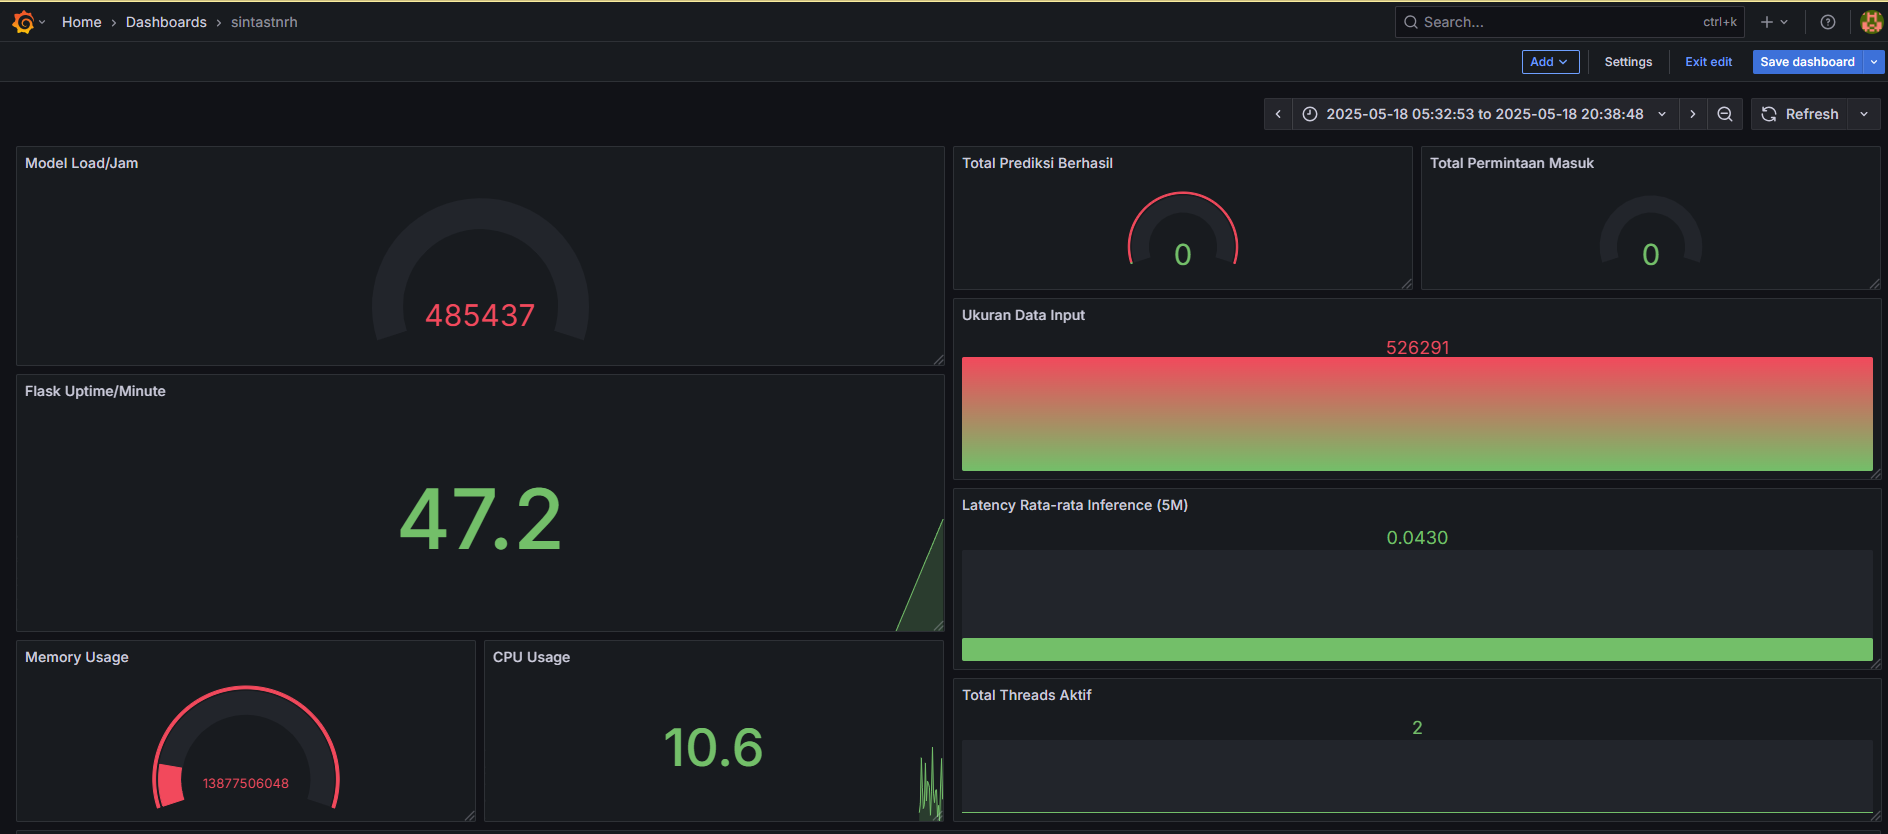 Home › Dashboards › sintastnrh
Search... ctrl+k
Add Settings Exit edit Save dashboard
2025-05-18 05:32:53 to 2025-05-18 20:38:48 Refresh
Model Load/Jam
485437
Total Prediksi Berhasil
0
Total Permintaan Masuk
0
Ukuran Data Input
526291
Flask Uptime/Minute
47.2
Latency Rata-rata Inference (5M)
0.0430
Memory Usage
13877506048
CPU Usage
10.6
Total Threads Aktif
2